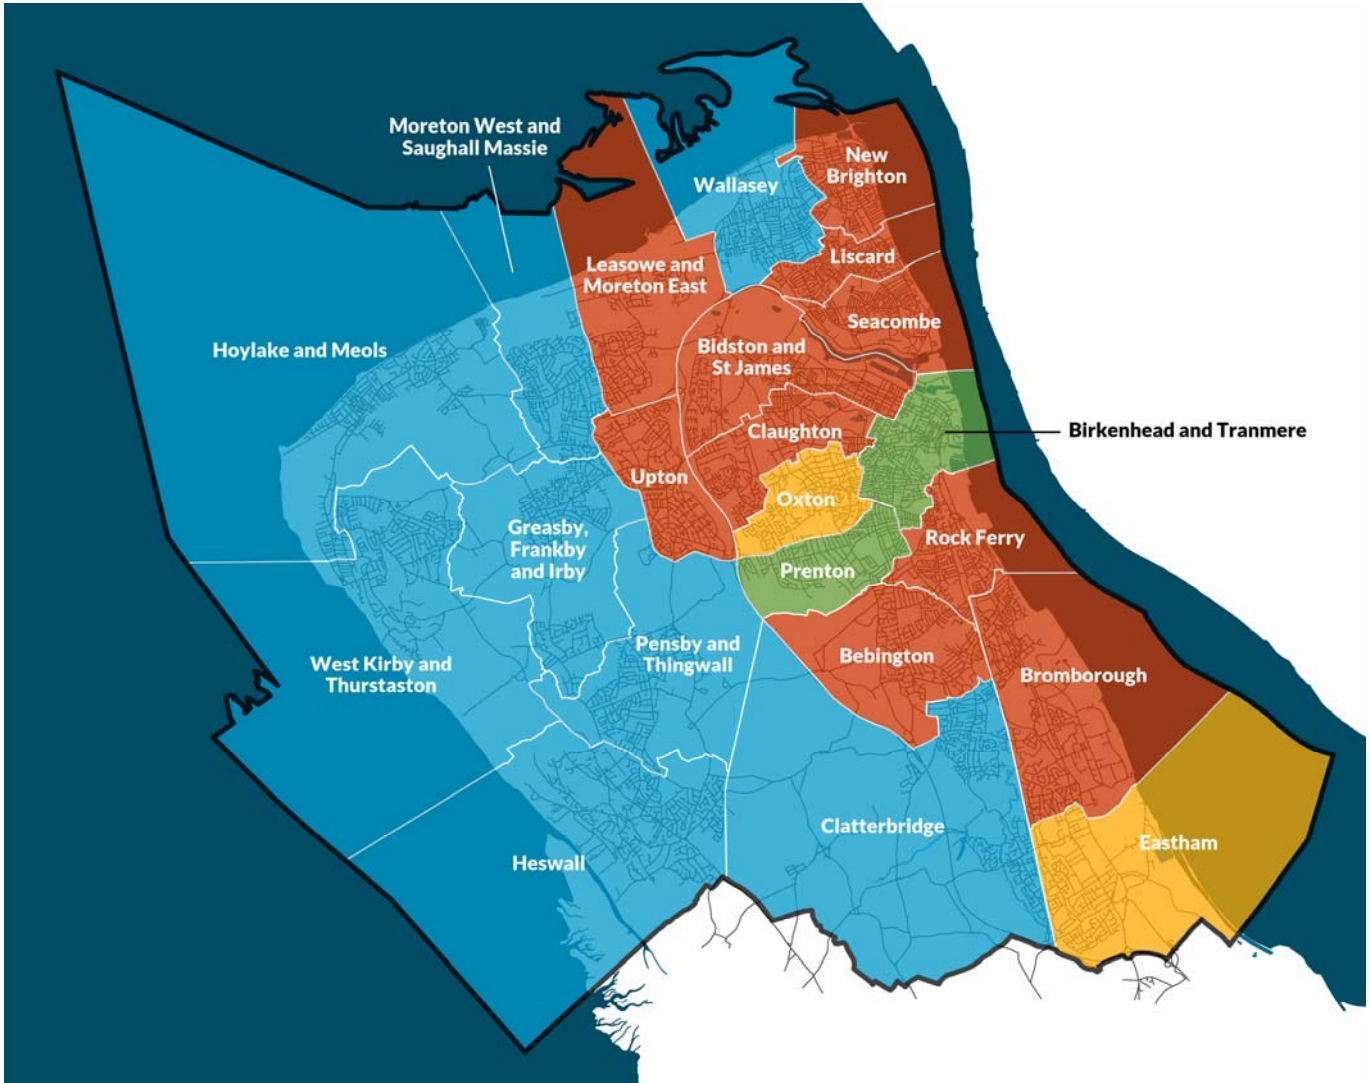 Moreton West and
Saughall Massie
New
Brighton
Wallasey
Liscard
Leasowe and
Moreton East
Seacombe
Hoylake and Meols
Bidston and
St James
Claughton
Birkenhead and Tranmere
Upton
Oxton
Greasby,
Frankby
and Irby
Rock Ferry
Prenton
West Kirby and
Thurstaston
Pensby and
Thingwall
Bebington
Bromborough
Clatterbridge
Eastham
Heswall